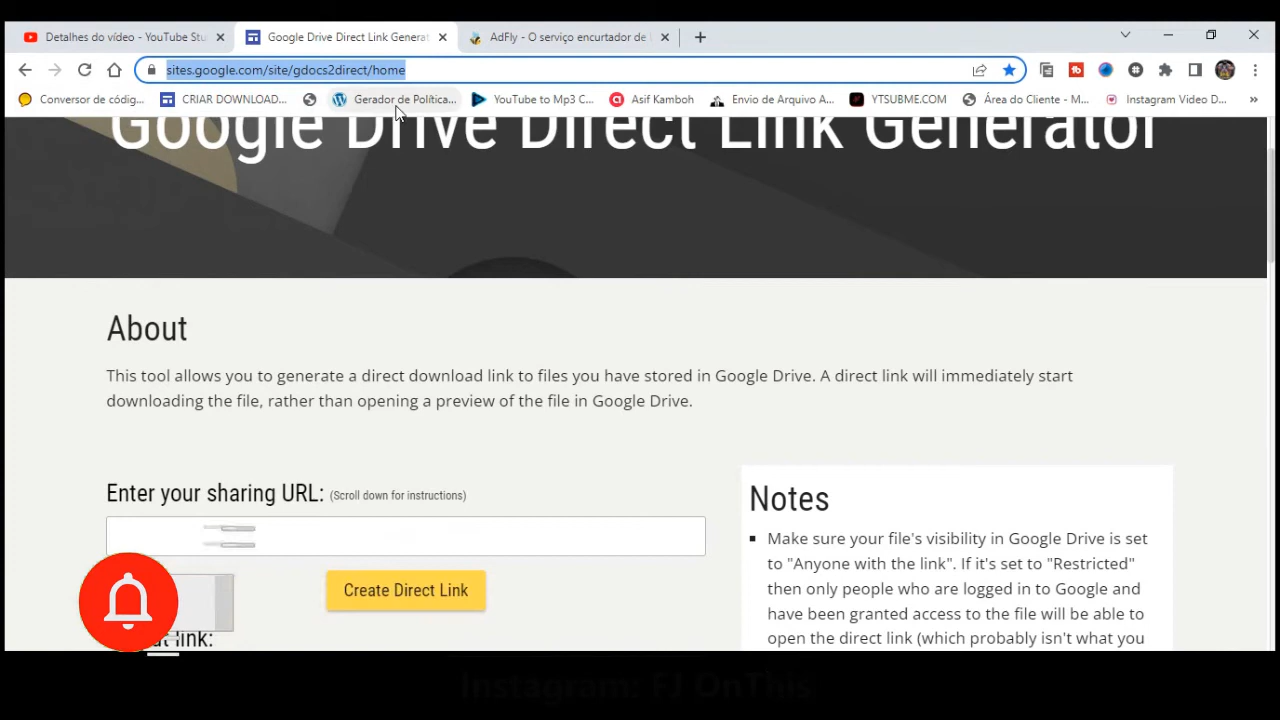 Detalhes do vídeo - YouTube Stu
Google Drive Direct Link Generat
AdFly - O serviço encurtador de
sites.google.com/site/gdocs2direct/home
Conversor de códig...
CRIAR DOWNLOAD...
Gerador de Política...
YouTube to Mp3 C...
Asif Kamboh
Envio de Arquivo A...
YTSUBME.COM
Área do Cliente - M...
Instagram Video D...
Google Drive Direct Link Generator
About
This tool allows you to generate a direct download link to files you have stored in Google Drive. A direct link will immediately start
downloading the file, rather than opening a preview of the file in Google Drive.
Enter your sharing URL: (Scroll down for instructions)
Create Direct Link
link:
Notes
Make sure your file's visibility in Google Drive is set
to "Anyone with the link". If it's set to "Restricted"
then only people who are logged in to Google and
have been granted access to the file will be able to
open the direct link (which probably isn't what you
Instagram: FJ OnThis